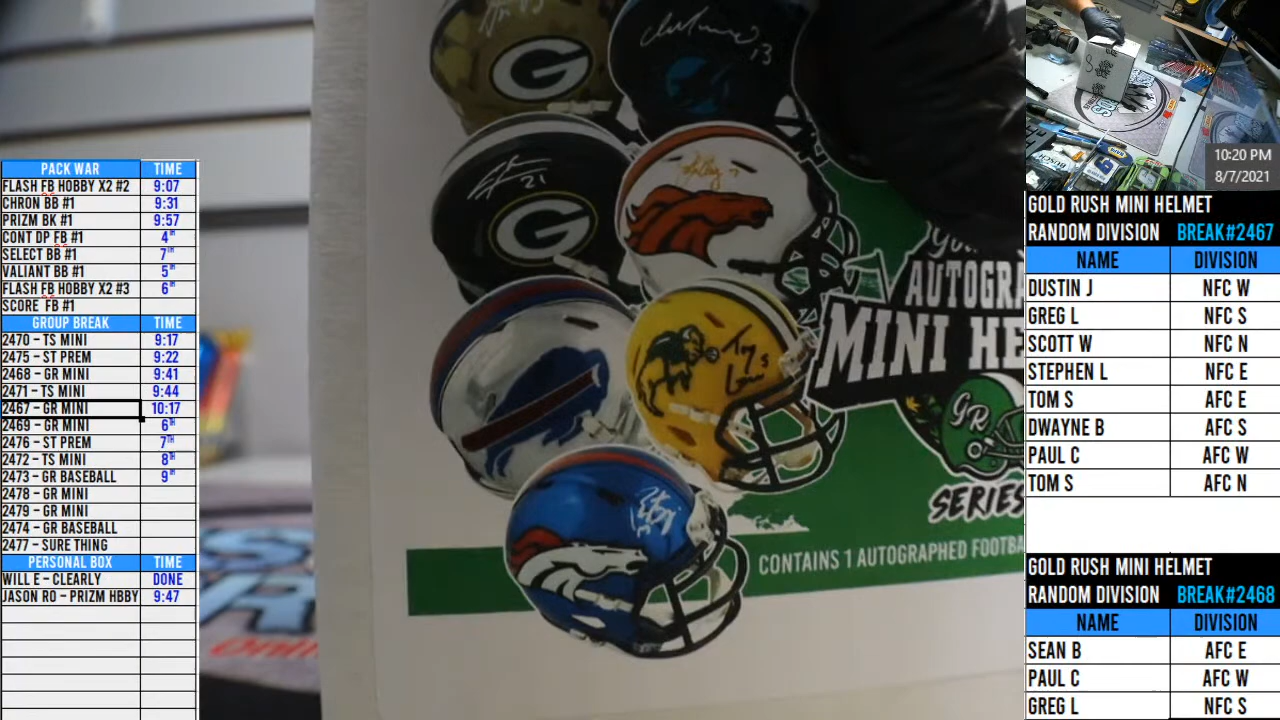 PACK WAR TIME
FLASH FB HOBBY X2 #2 9:07
CHRON BB #1 9:31
PRIZM BK #1 9:57
CONT DP FB #1 4TH
SELECT BB #1 7TH
VALIANT BB #1 5TH
FLASH FB HOBBY X2 #3 6TH
SCORE FB #1
GROUP BREAK TIME
2470 – TS MINI 9:17
2475 – ST PREM 9:22
2468 – GR MINI 9:41
2471 – TS MINI 9:44
2467 – GR MINI 10:17
2469 – GR MINI 6TH
2476 – ST PREM 7TH
2472 – TS MINI 8TH
2473 – GR BASEBALL 9TH
2478 – GR MINI
2479 – GR MINI
2474 – GR BASEBALL
2477 – SURE THING
PERSONAL BOX TIME
WILL E – CLEARLY DONE
JASON RO – PRIZM HBBY 9:47
G
13
21
G
7
AUTOGRA
MINI HE
GR
SERIES
CONTAINS 1 AUTOGRAPHED FOOTBA
10:20 PM
8/7/2021
GOLD RUSH MINI HELMET
RANDOM DIVISION BREAK#2467
NAME DIVISION
DUSTIN J NFC W
GREG L NFC S
SCOTT W NFC N
STEPHEN L NFC E
TOM S AFC E
DWAYNE B AFC S
PAUL C AFC W
TOM S AFC N
GOLD RUSH MINI HELMET
RANDOM DIVISION BREAK#2468
NAME DIVISION
SEAN B AFC E
PAUL C AFC W
GREG L NFC S